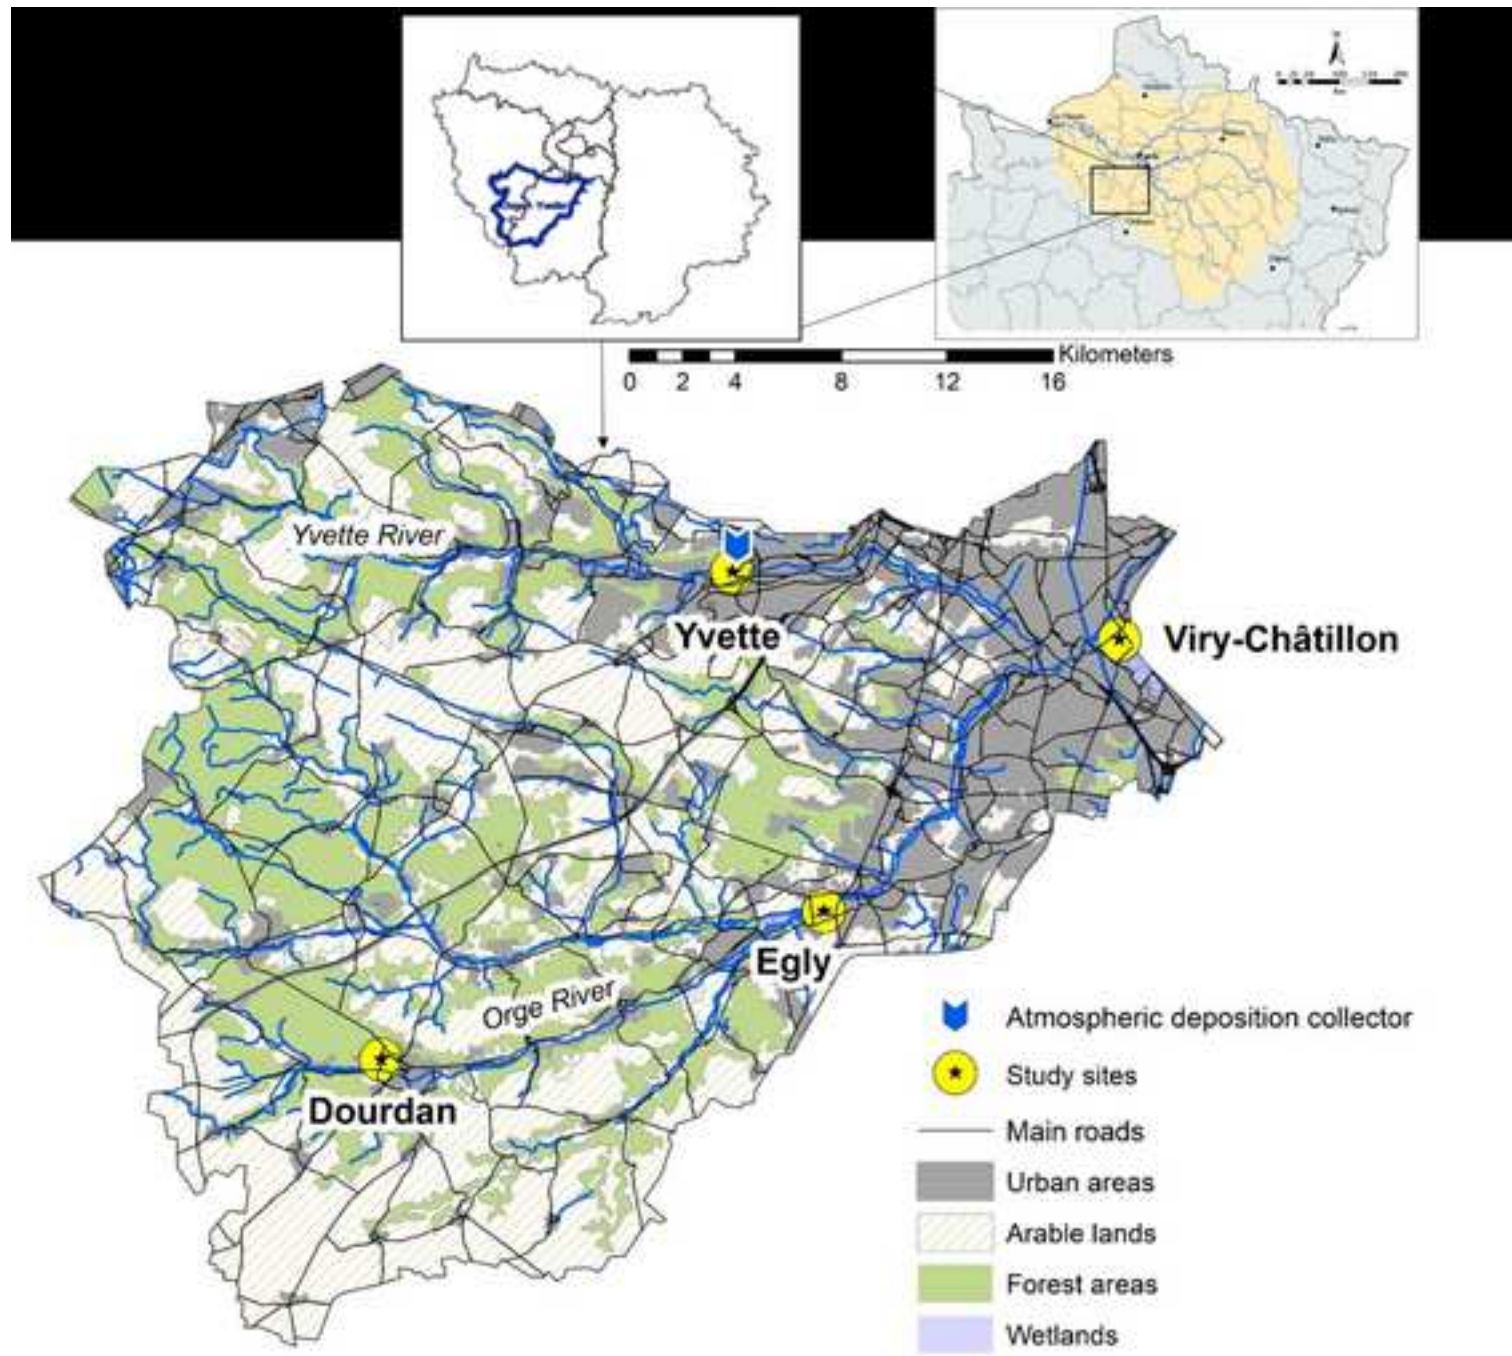 N
Kilometers
0 2 4 8 12 16
Yvette River
Yvette
Viry-Châtillon
Egly
Orge River
Dourdan
Atmospheric deposition collector
Study sites
Main roads
Urban areas
Arable lands
Forest areas
Wetlands